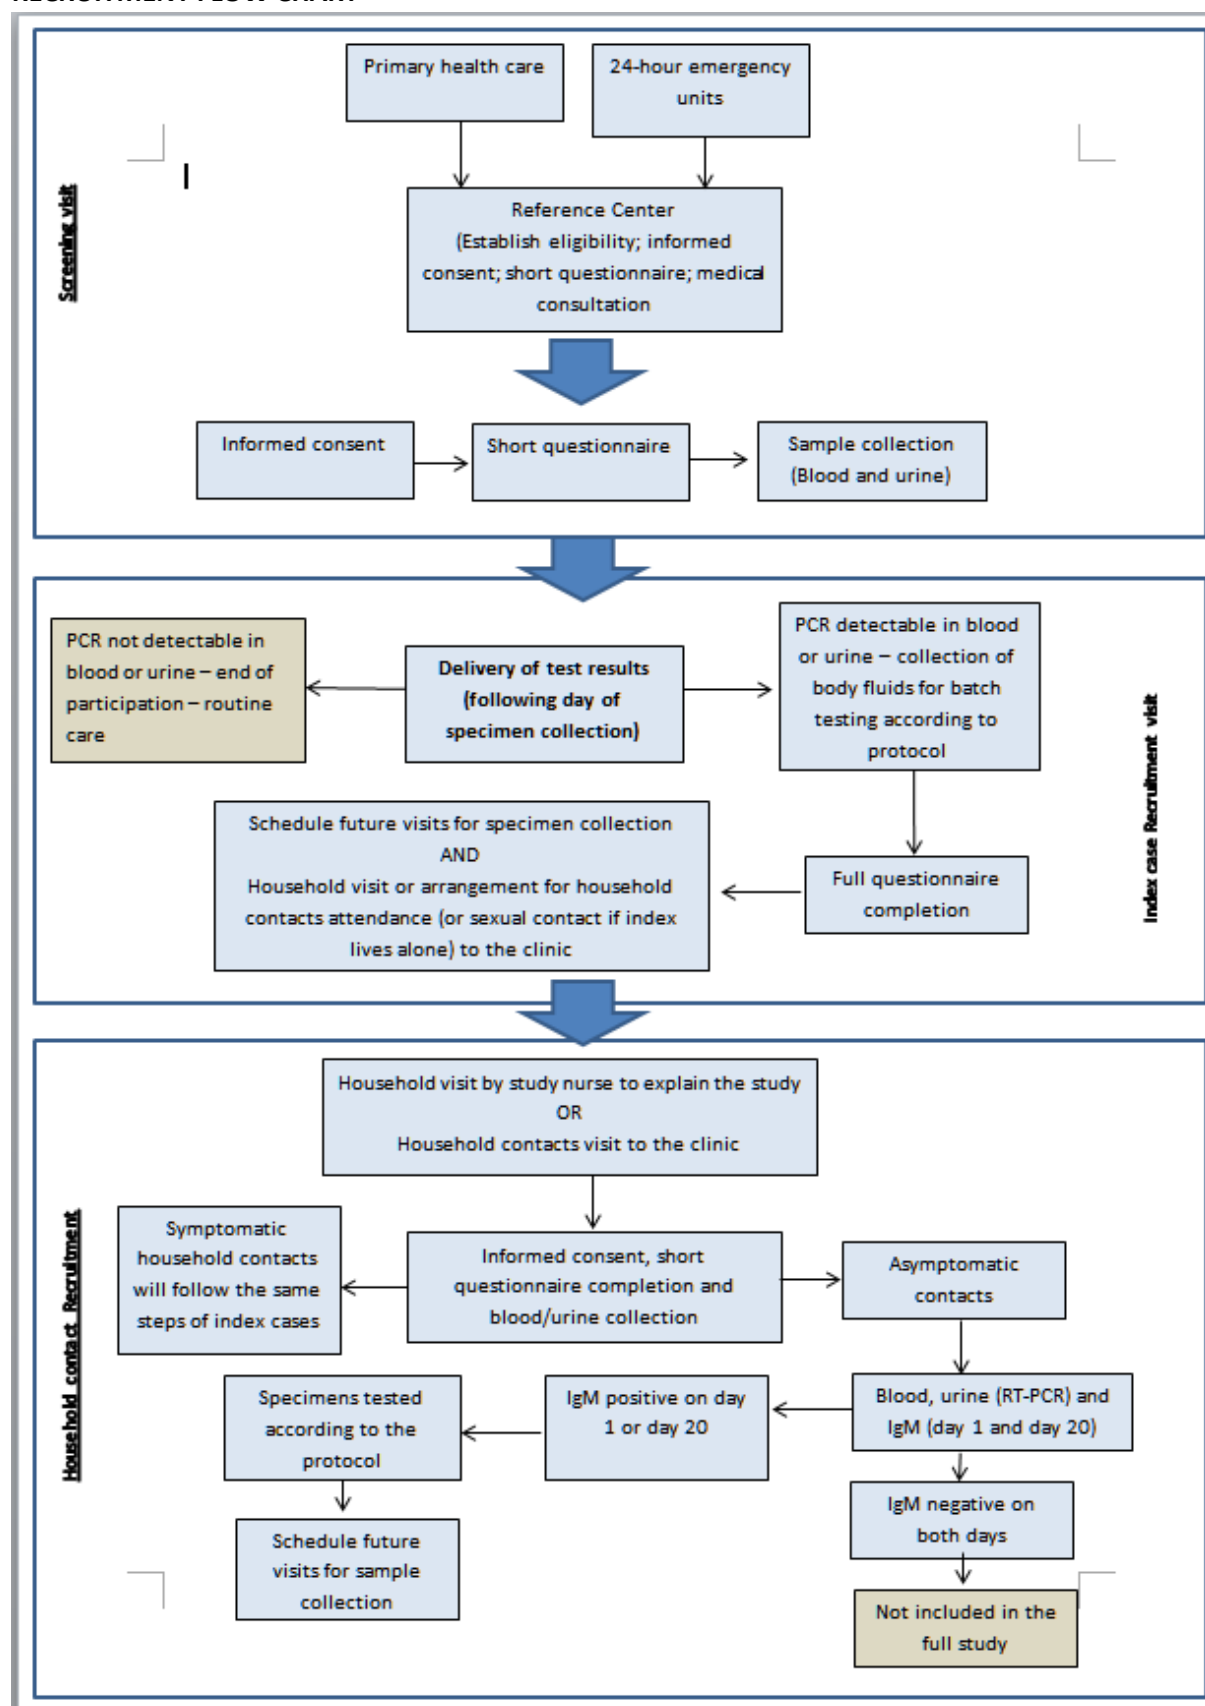 RECRUITMENT FLOW CHART
Primary health care
24-hour emergency
units
Screening visit
Reference Center
(Establish eligibility; informed
consent; short questionnaire; medical
consultation
Informed consent
Short questionnaire
Sample collection
(Blood and urine)
PCR not detectable in
blood or urine – end of
participation – routine
care
Delivery of test results
(following day of
specimen collection)
PCR detectable in blood
or urine – collection of
body fluids for batch
testing according to
protocol
Index case Recruitment visit
Schedule future visits for specimen collection
AND
Household visit or arrangement for household
contacts attendance (or sexual contact if index
lives alone) to the clinic
Full questionnaire
completion
Household visit by study nurse to explain the study
OR
Household contacts visit to the clinic
Household contact Recruitment
Symptomatic
household contacts
will follow the same
steps of index cases
Informed consent, short
questionnaire completion and
blood/urine collection
Asymptomatic
contacts
Specimens tested
according to the
protocol
IgM positive on day
1 or day 20
Blood, urine (RT-PCR) and
IgM (day 1 and day 20)
Schedule future
visits for sample
collection
IgM negative on
both days
Not included in the
full study